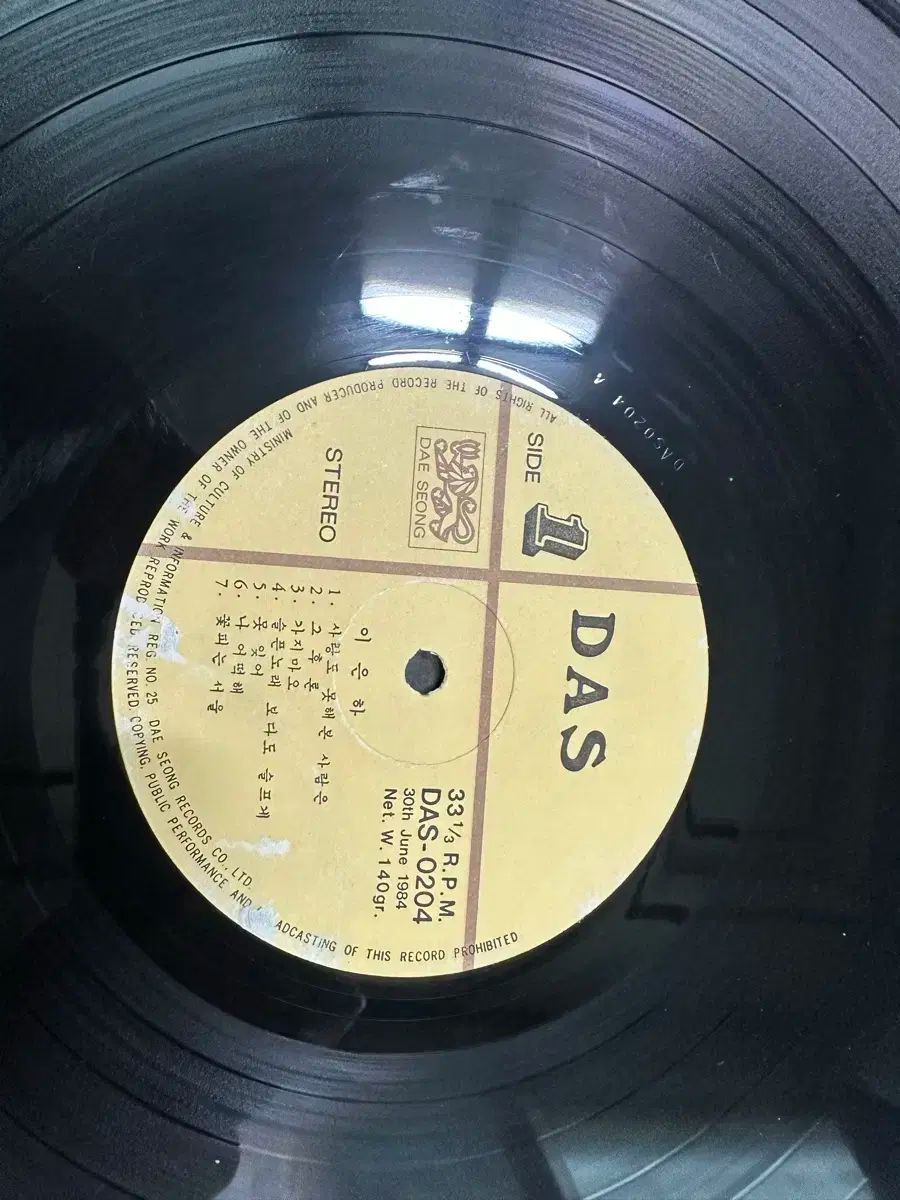 DAS
SIDE 1
DAE SEONG
STEREO
33⅓ R.P.M.
DAS-0204
30th June 1984
Net. W. 140gr.
이 은 하
1. 사랑도 못해 본 사람은
2. 그 후 론
3. 가지마오
4. 슬픈노래 보다도 슬프게
5. 못 잊어
6. 나 어떡해
7. 꽃피는 서울
ALL RIGHTS OF THE RECORD PRODUCER AND OF THE OWNER OF THE WORK REPRODUCED RESERVED COPYING, PUBLIC PERFORMANCE AND ADCASTING OF THIS RECORD PROHIBITED
MINISTRY OF CULTURE & INFORMATION REG. NO. 25 DAE SEONG RECORDS CO., LTD.
DAS0204 A